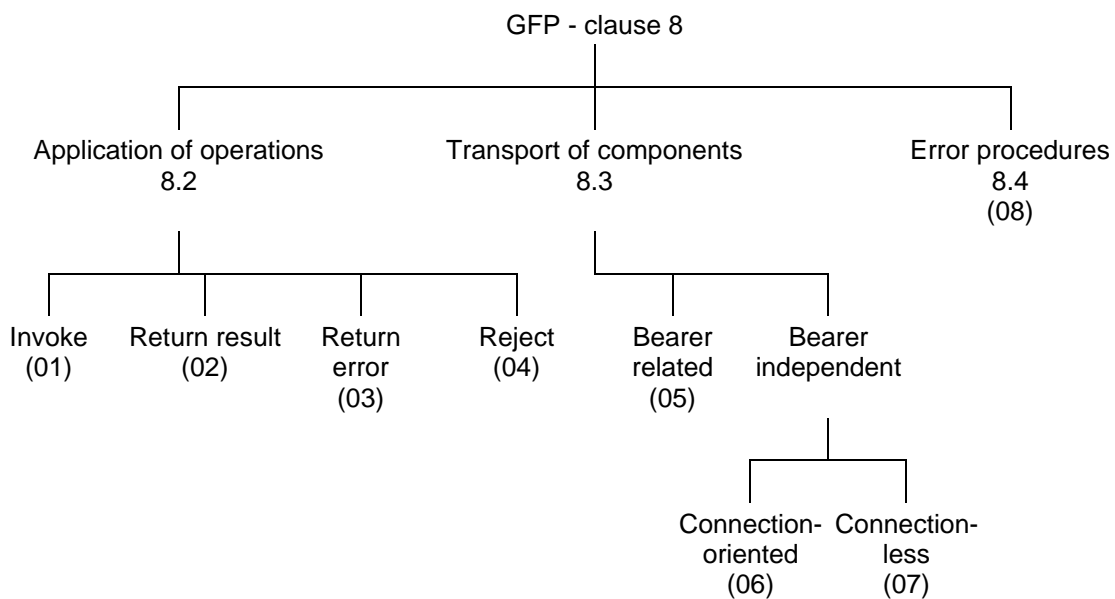 GFP - clause 8
Application of operations
8.2
Transport of components
8.3
Error procedures
8.4
(08)
Invoke
(01)
Return result
(02)
Return
error
(03)
Reject
(04)
Bearer
related
(05)
Bearer
independent
Connection-
oriented
(06)
Connection-
less
(07)